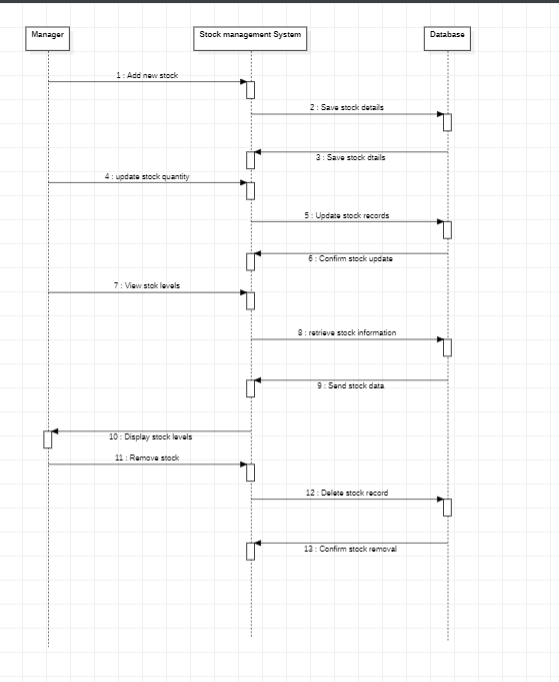 Manager
Stock management System
Database
1 : Add new stock
2 : Save stock details
3 : Save stock dtails
4 : update stock quantity
5 : Update stock records
6 : Confirm stock update
7 : View stok levels
8 : retrieve stock information
9 : Send stock data
10 : Display stock levels
11 : Remove stock
12 : Delete stock record
13 : Confirm stock removal